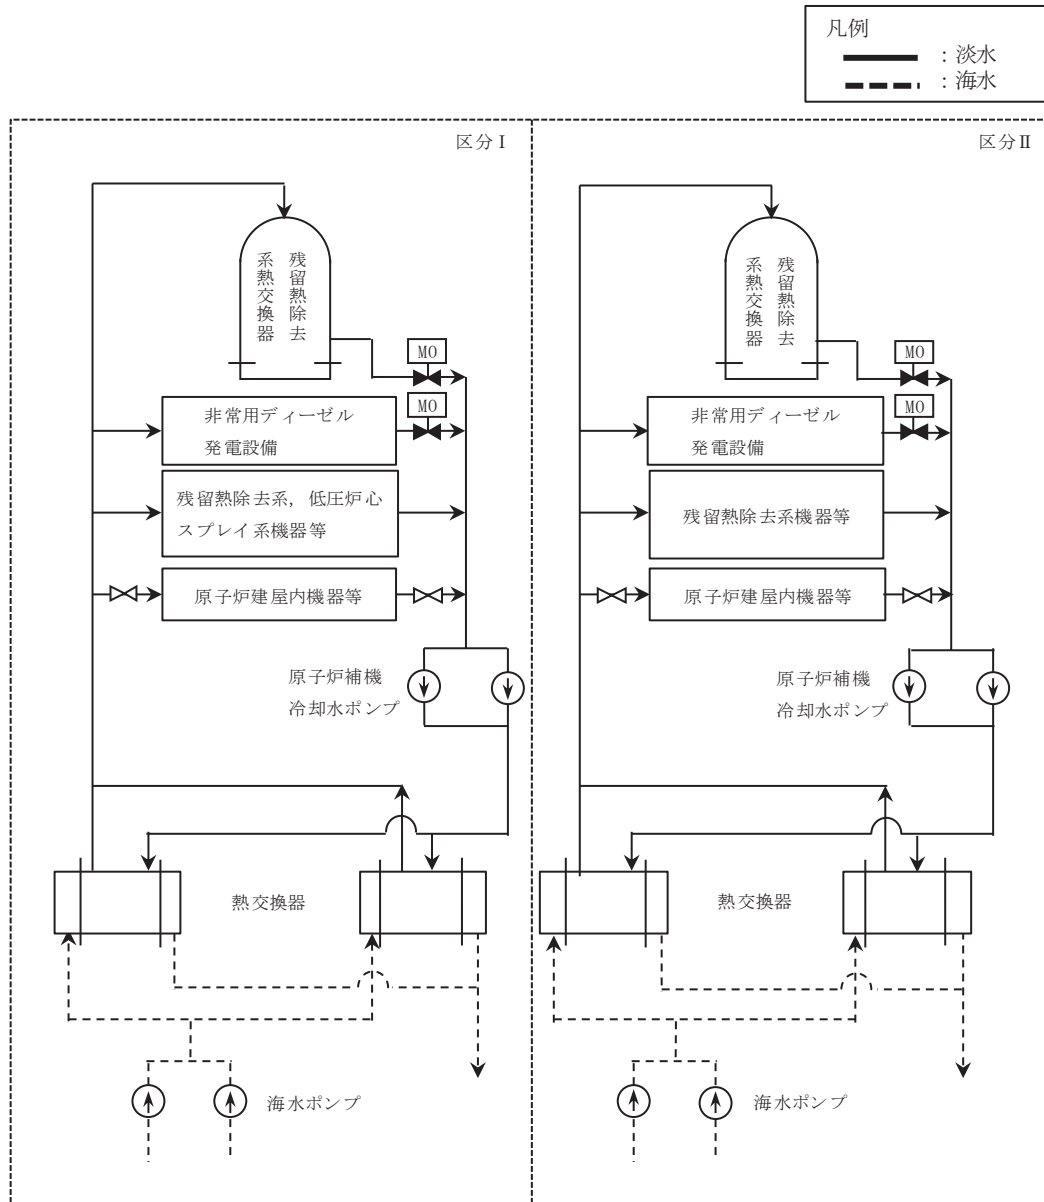 凡例
：淡水
：海水
区分Ⅰ
残留熱除去
系熱交換器
MO
MO
非常用ディーゼル
発電設備
残留熱除去系，低圧炉心
スプレイ系機器等
原子炉建屋内機器等
原子炉補機
冷却水ポンプ
熱交換器
海水ポンプ
区分Ⅱ
残留熱除去
系熱交換器
MO
MO
非常用ディーゼル
発電設備
残留熱除去系機器等
原子炉建屋内機器等
原子炉補機
冷却水ポンプ
熱交換器
海水ポンプ